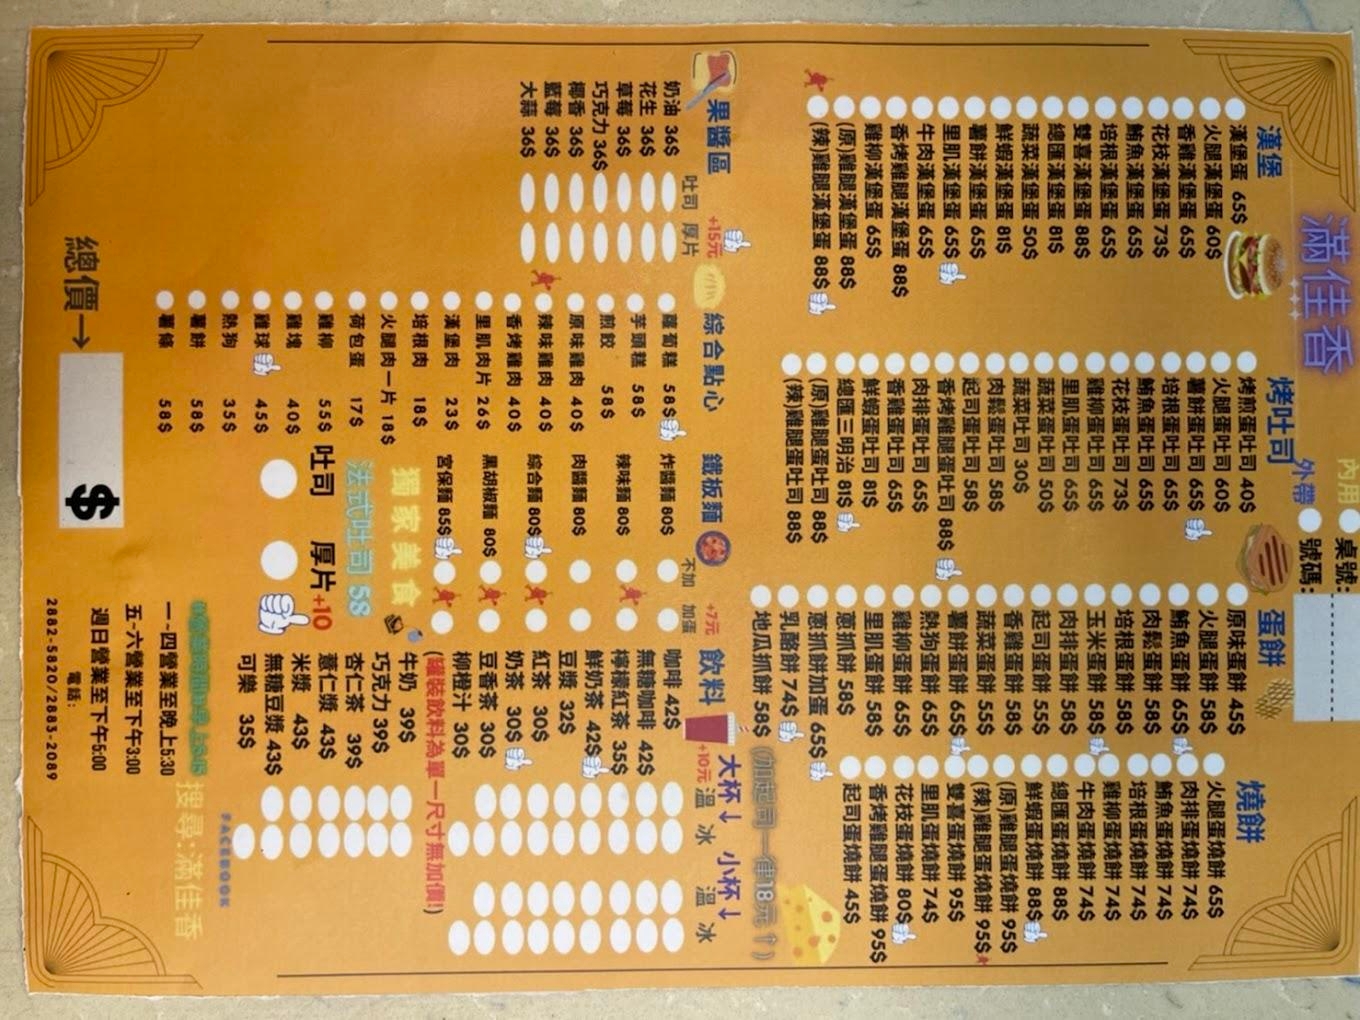 滿佳香
內用 桌號:
外帶 號碼:
漢堡
漢堡蛋 65$
火腿漢堡蛋 60$
香雞漢堡蛋 65$
花枝漢堡蛋 73$
鮪魚漢堡蛋 65$
培根漢堡蛋 65$
雙喜漢堡蛋 88$
總匯漢堡蛋 81$
蔬菜漢堡蛋 50$
鮮蝦漢堡蛋 81$
薯餅漢堡蛋 65$
里肌漢堡蛋 65$
牛肉漢堡蛋 65$
香烤雞腿漢堡蛋 88$
雞柳漢堡蛋 65$
(原)雞腿漢堡蛋 88$
(辣)雞腿漢堡蛋 88$
烤吐司
烤煎蛋吐司 40$
火腿蛋吐司 60$
薯餅蛋吐司 65$
培根蛋吐司 65$
鮪魚蛋吐司 65$
花枝蛋吐司 73$
雞柳蛋吐司 65$
里肌蛋吐司 65$
蔬菜蛋吐司 50$
蔬菜吐司 30$
肉鬆蛋吐司 58$
起司蛋吐司 58$
香烤雞腿蛋吐司 88$
肉排蛋吐司 65$
香雞蛋吐司 65$
鮮蝦蛋吐司 81$
總匯三明治 81$
(原)雞腿蛋吐司 88$
(辣)雞腿蛋吐司 88$
蛋餅
原味蛋餅 45$
火腿蛋餅 58$
鮪魚蛋餅 65$
肉鬆蛋餅 58$
培根蛋餅 58$
玉米蛋餅 58$
肉排蛋餅 58$
起司蛋餅 55$
香雞蛋餅 58$
蔬菜蛋餅 55$
薯餅蛋餅 65$
熱狗蛋餅 65$
雞柳蛋餅 65$
里肌蛋餅 58$
蔥抓餅 58$
蔥抓餅加蛋 65$
乳酪餅 74$
地瓜抓餅 58$
燒餅
火腿蛋燒餅 65$
肉排蛋燒餅 74$
鮪魚蛋燒餅 74$
培根蛋燒餅 74$
雞柳蛋燒餅 74$
牛肉蛋燒餅 74$
總匯蛋燒餅 88$
鮮蝦蛋燒餅 88$
(原)雞腿蛋燒餅 95$
(辣)雞腿蛋燒餅 95$
雙喜蛋燒餅 95$
里肌蛋燒餅 74$
花枝蛋燒餅 80$
香烤雞腿蛋燒餅 95$
起司蛋燒餅 45$
(加起司一律18元↑)
果醬區
+15元
吐司 厚片
奶油 36$
花生 36$
草莓 36$
巧克力 36$
椰香 36$
藍莓 36$
大蒜 36$
綜合點心
蘿蔔糕 58$
芋頭糕 58$
煎餃 58$
原味雞肉 40$
辣味雞肉 40$
香烤雞肉 40$
里肌肉片 26$
漢堡肉 23$
培根肉 18$
火腿肉一片 18$
荷包蛋 17$
雞柳 55$
雞塊 40$
雞球 45$
熱狗 35$
薯餅 58$
薯條 58$
鐵板麵
+7元
不加 加蛋
炸醬麵 80$
辣味麵 80$
肉醬麵 80$
綜合麵 80$
黑胡椒麵 80$
宮保麵 85$
獨家美食
法式吐司 58
吐司 厚片+10
飲料
+10元 大杯↓ 小杯↓
溫 冰 溫 冰
咖啡 42$
無糖咖啡 42$
檸檬紅茶 35$
鮮奶茶 42$
豆漿 32$
紅茶 30$
奶茶 30$
豆香茶 30$
柳橙汁 30$
(罐裝飲料為單一尺寸無加價!)
牛奶 39$
巧克力 39$
杏仁茶 39$
薏仁漿 43$
米漿 43$
無糖豆漿 43$
可樂 35$
搜尋:滿佳香
FACEBOOK
一~四營業至晚上5:30
五.六營業至下午3:00
週日營業至下午5:00
電話:
2882-5820/2883-2089
總價→ $